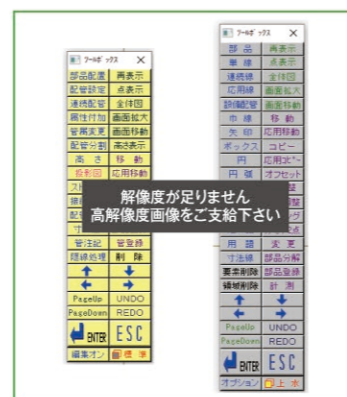 ツールボックス
部品配置 再表示
配管設定 点表示
連続配管 全体図
属性付加 画面拡大
管属変更 画面移動
配管分割 高さ表示
高さ 移動
投影図 応用移動
管注記 管登録
隠線処理 削除
↑ ↓
← →
PageUp UNDO
PageDown REDO
ENTER ESC
編集オン 標準
ツールボックス
部品 再表示
単線 点表示
連続線 全体図
応用線 画面拡大
設備配管 画面移動
巾線 移動
矢印 応用移動
ボックス コピー
円 応用コピー
円弧 オフセット
用語 変更
寸法線 部品分解
要素削除 部品登録
領域削除 計測
↑ ↓
← →
PageUp UNDO
PageDown REDO
ENTER ESC
オプション 上水
解像度が足りません
高解像度画像をご支給下さい